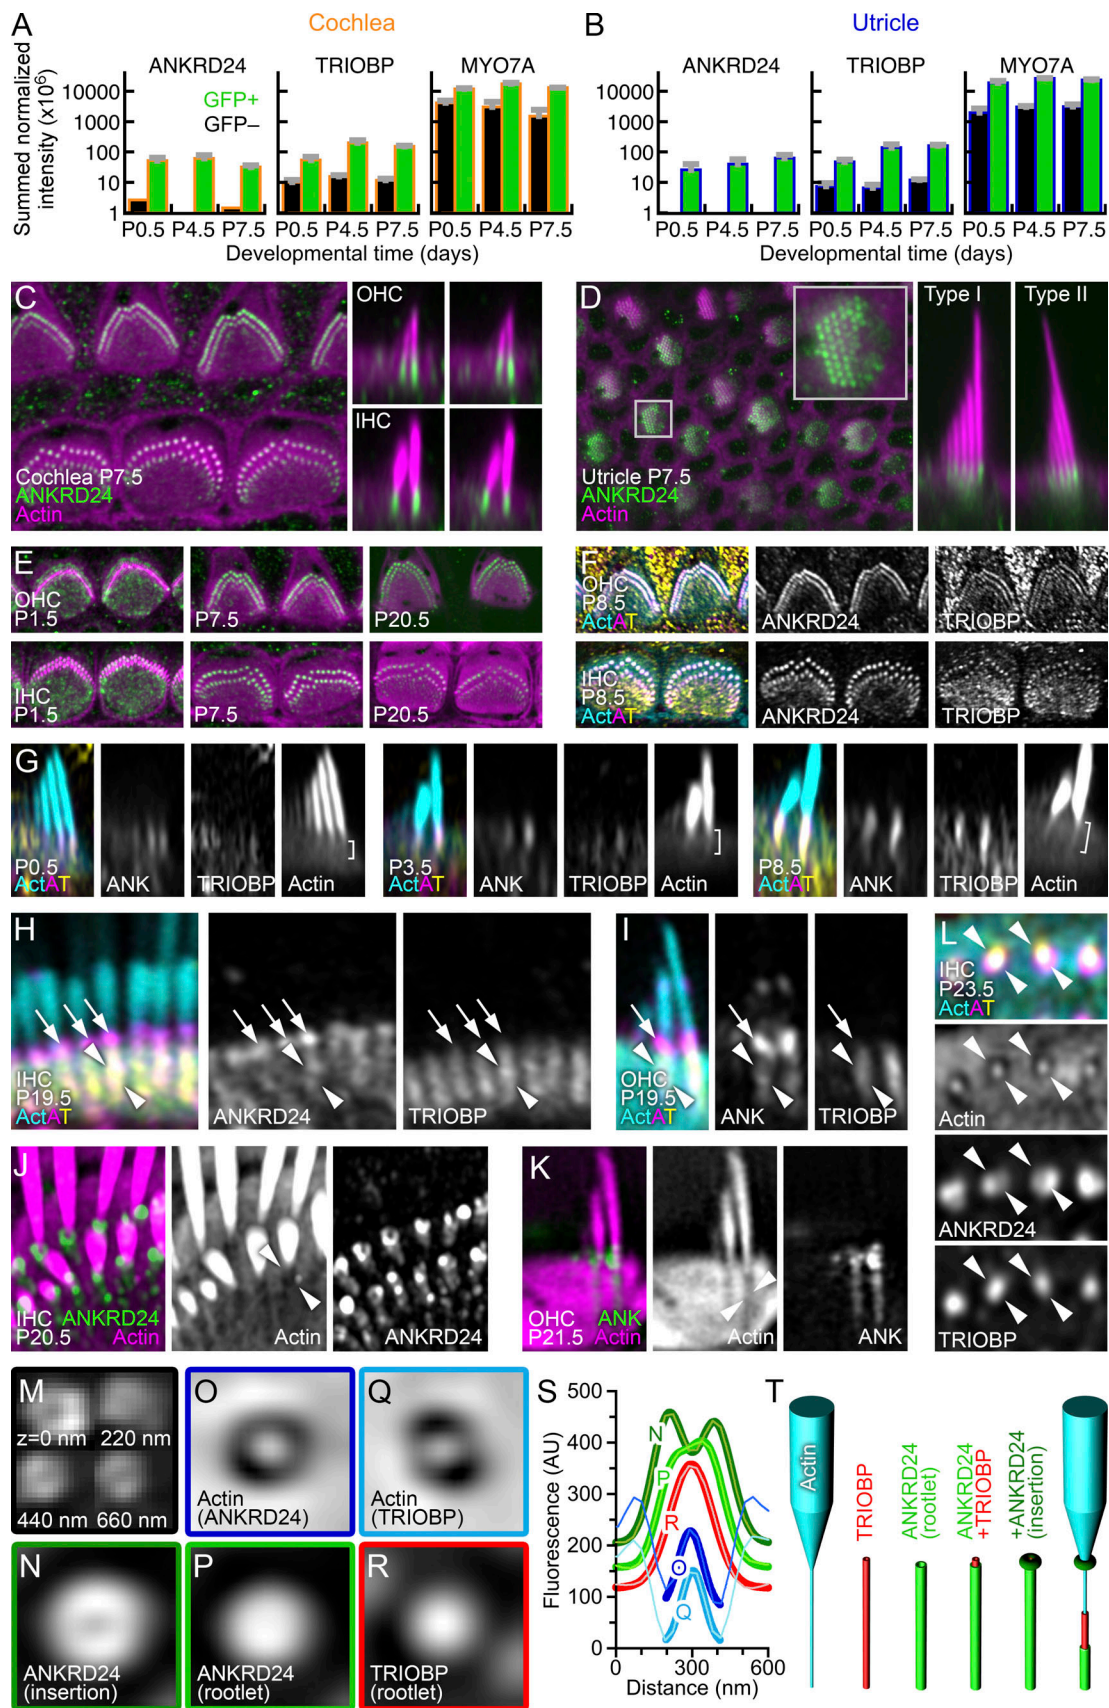 A
Cochlea
ANKRD24
TRIOBP
MYO7A
Summed normalized
intensity (x10⁶)
10000
1000
100
10
1
GFP+
GFP–
P0.5 P4.5 P7.5
P0.5 P4.5 P7.5
P0.5 P4.5 P7.5
Developmental time (days)
B
Utricle
ANKRD24
TRIOBP
MYO7A
10000
1000
100
10
1
P0.5 P4.5 P7.5
P0.5 P4.5 P7.5
P0.5 P4.5 P7.5
Developmental time (days)
C
Cochlea P7.5
ANKRD24
Actin
OHC
IHC
D
Utricle P7.5
ANKRD24
Actin
Type I
Type II
E
OHC
P1.5
P7.5
P20.5
IHC
P1.5
P7.5
P20.5
F
OHC
P8.5
ActAT
ANKRD24
TRIOBP
IHC
P8.5
ActAT
ANKRD24
TRIOBP
G
P0.5
ActAT
ANK
TRIOBP
Actin
P3.5
ActAT
ANK
TRIOBP
Actin
P8.5
ActAT
ANK
TRIOBP
Actin
H
IHC
P19.5
ActAT
ANKRD24
TRIOBP
I
OHC
P19.5
ActAT
ANK
TRIOBP
L
IHC
P23.5
ActAT
Actin
ANKRD24
TRIOBP
J
IHC ANKRD24
P20.5 Actin
Actin
ANKRD24
K
OHC ANK
P21.5 Actin
Actin
ANK
M
z=0 nm
220 nm
440 nm
660 nm
O
Actin
(ANKRD24)
Q
Actin
(TRIOBP)
N
ANKRD24
(insertion)
P
ANKRD24
(rootlet)
R
TRIOBP
(rootlet)
S
Fluorescence (AU)
500
400
300
200
100
0
N
P
R
O
Q
0 300 600
Distance (nm)
T
Actin
TRIOBP
ANKRD24
(rootlet)
ANKRD24
+TRIOBP
+ANKRD24
(insertion)